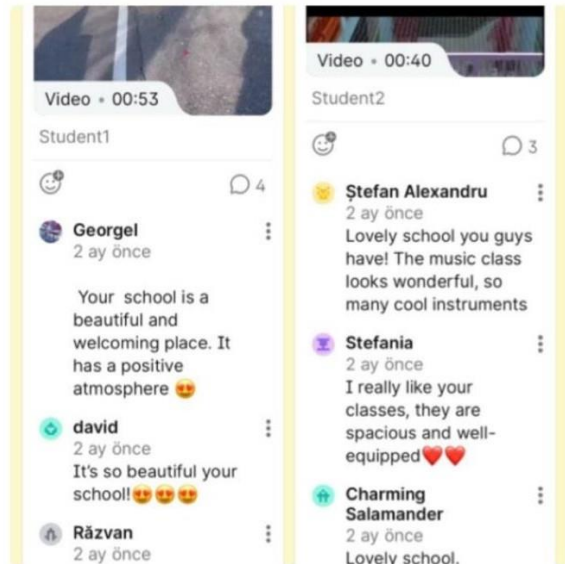 Video • 00:53
Student1
4
Georgel
2 ay önce
Your school is a
beautiful and
welcoming place. It
has a positive
atmosphere 😍
david
2 ay önce
It's so beautiful your
school!😍😍😍
Răzvan
2 ay önce
Video • 00:40
Student2
3
Ștefan Alexandru
2 ay önce
Lovely school you guys
have! The music class
looks wonderful, so
many cool instruments
Stefania
2 ay önce
I really like your
classes, they are
spacious and well-
equipped❤️❤️
Charming
Salamander
2 ay önce
Lovely school.